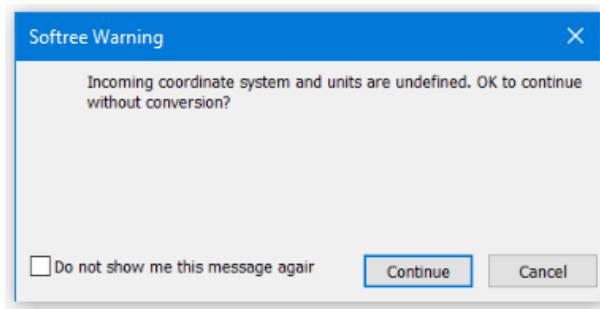 Softree Warning
Incoming coordinate system and units are undefined. OK to continue
without conversion?
Do not show me this message agair
Continue
Cancel